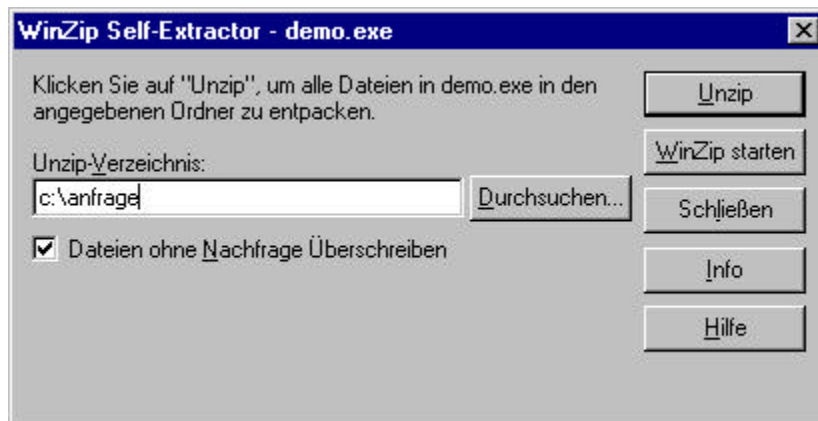 WinZip Self-Extractor - demo.exe
Klicken Sie auf "Unzip", um alle Dateien in demo.exe in den
angegebenen Ordner zu entpacken.
Unzip-Verzeichnis:
c:\anfrage
Durchsuchen...
Dateien ohne Nachfrage Überschreiben
Unzip
WinZip starten
Schließen
Info
Hilfe